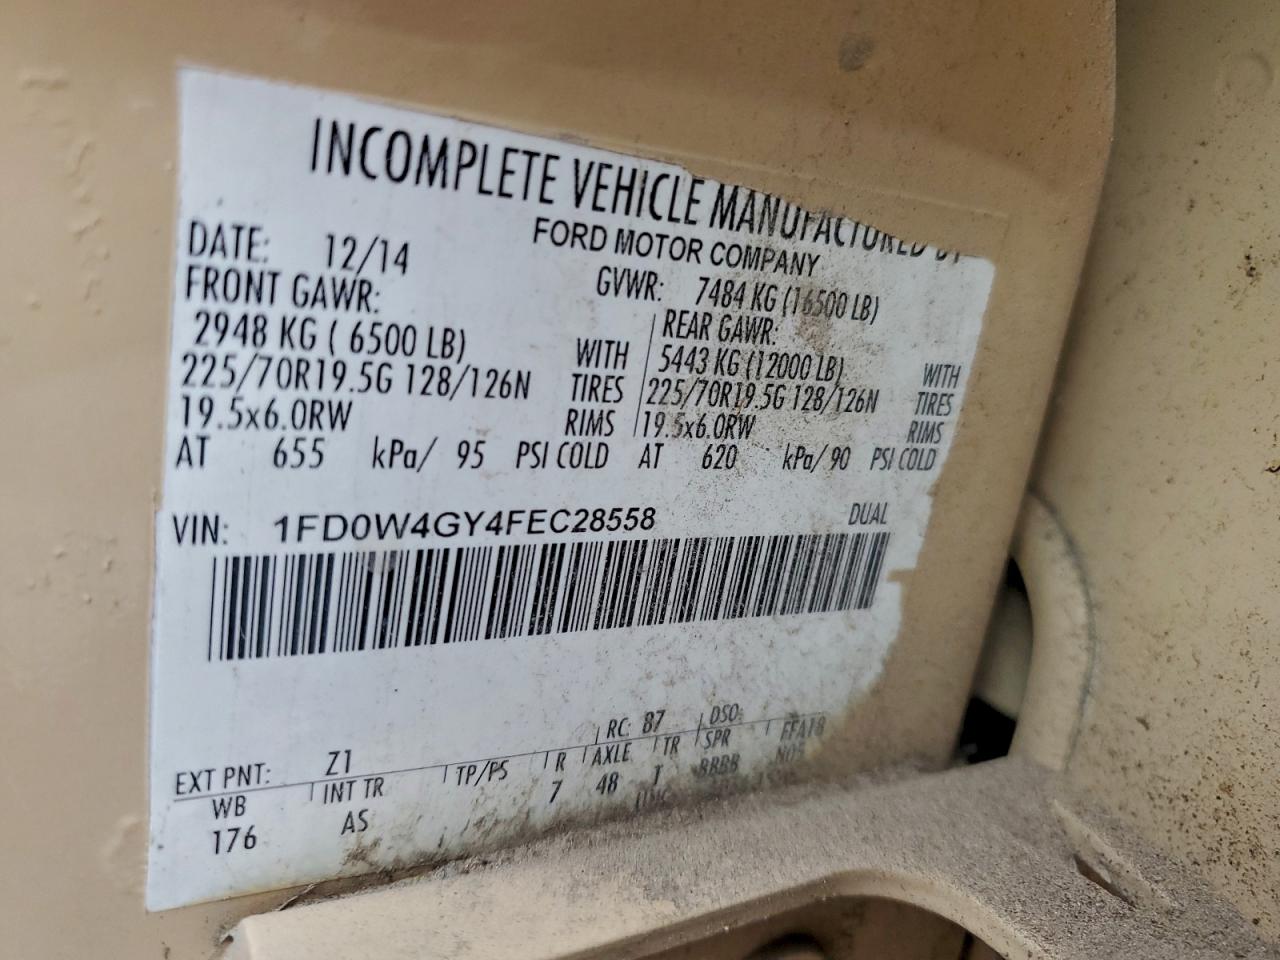 INCOMPLETE VEHICLE MANUFACTURED BY
FORD MOTOR COMPANY
DATE: 12/14 GVWR: 7484 KG (16500 LB)
FRONT GAWR: REAR GAWR:
2948 KG ( 6500 LB) WITH 5443 KG (12000 LB) WITH
225/70R19.5G 128/126N TIRES 225/70R19.5G 128/126N TIRES
19.5x6.0RW RIMS 19.5x6.0RW RIMS
AT 655 kPa/ 95 PSI COLD AT 620 kPa/ 90 PSI COLD
VIN: 1FD0W4GY4FEC28558 DUAL
EXT PNT: Z1 RC: 87 DSO:
WB INT TR TP/PS R AXLE TR SPR FFA18
176 AS 7 48 T BBBB